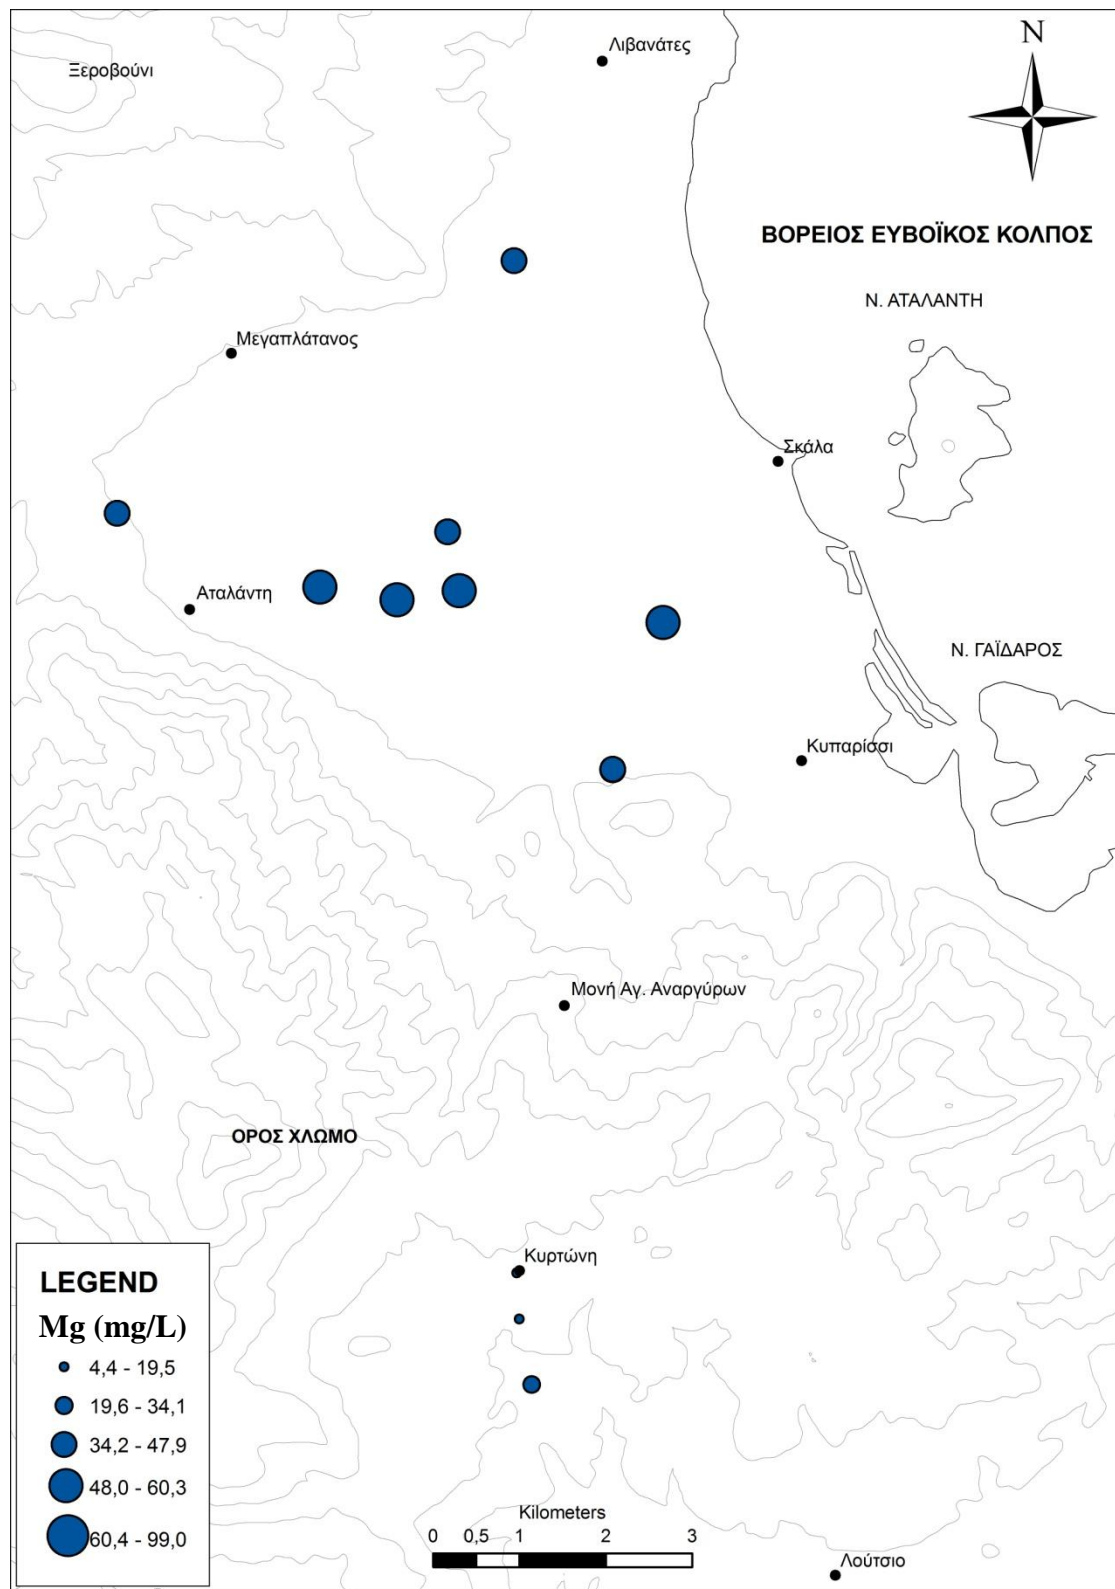 Λιβανάτες
Ξεροβούνι
N
ΒΟΡΕΙΟΣ ΕΥΒΟΪΚΟΣ ΚΟΛΠΟΣ
Ν. ΑΤΑΛΑΝΤΗ
Μεγαπλάτανος
Σκάλα
Αταλάντη
Ν. ΓΑΪΔΑΡΟΣ
Κυπαρίσσι
Μονή Αγ. Αναργύρων
ΟΡΟΣ ΧΛΩΜΟ
Κυρτώνη
LEGEND
Mg (mg/L)
4,4 - 19,5
19,6 - 34,1
34,2 - 47,9
48,0 - 60,3
60,4 - 99,0
Kilometers
0 0,5 1 2 3
Λούτσιο